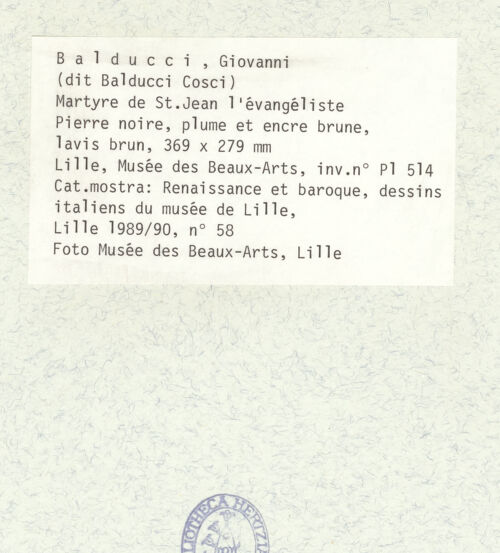 B a l d u c c i , Giovanni
(dit Balducci Cosci)
Martyre de St.Jean l'évangéliste
Pierre noire, plume et encre brune,
lavis brun, 369 x 279 mm
Lille, Musée des Beaux-Arts, inv.n° Pl 514
Cat.mostra: Renaissance et baroque, dessins
italiens du musée de Lille,
Lille 1989/90, n° 58
Foto Musée des Beaux-Arts, Lille